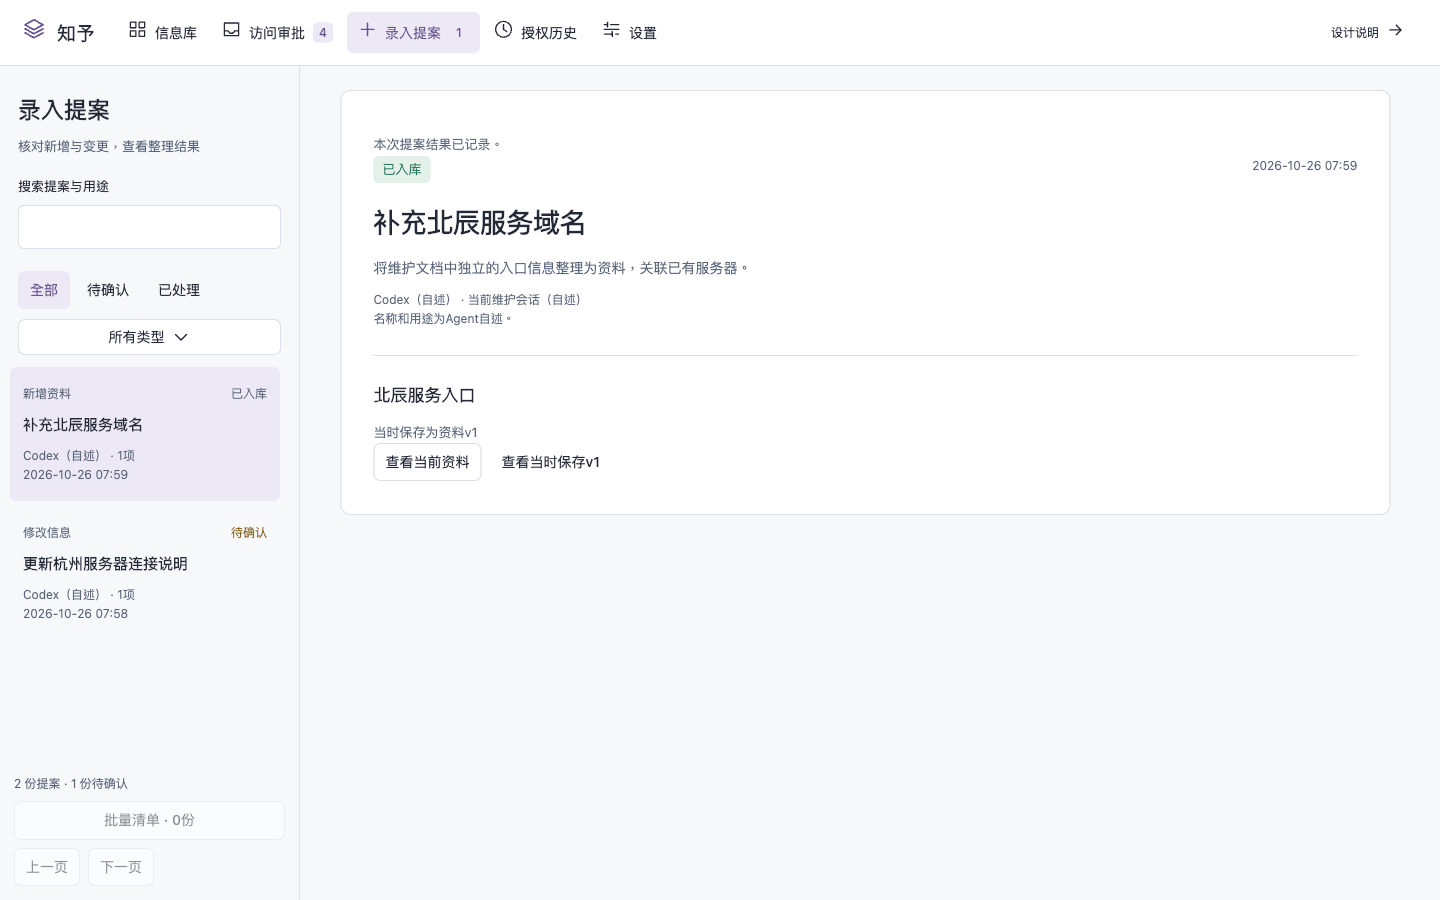 知予
信息库
访问审批 4
录入提案 1
授权历史
设置
设计说明
录入提案
核对新增与变更，查看整理结果
搜索提案与用途
全部
待确认
已处理
所有类型
新增资料 已入库
补充北辰服务域名
Codex（自述） · 1项
2026-10-26 07:59
修改信息 待确认
更新杭州服务器连接说明
Codex（自述） · 1项
2026-10-26 07:58
2 份提案 · 1 份待确认
批量清单 · 0份
上一页
下一页
本次提案结果已记录。
已入库
2026-10-26 07:59
补充北辰服务域名
将维护文档中独立的入口信息整理为资料，关联已有服务器。
Codex（自述） · 当前维护会话（自述）
名称和用途为Agent自述。
北辰服务入口
当时保存为资料v1
查看当前资料
查看当时保存v1